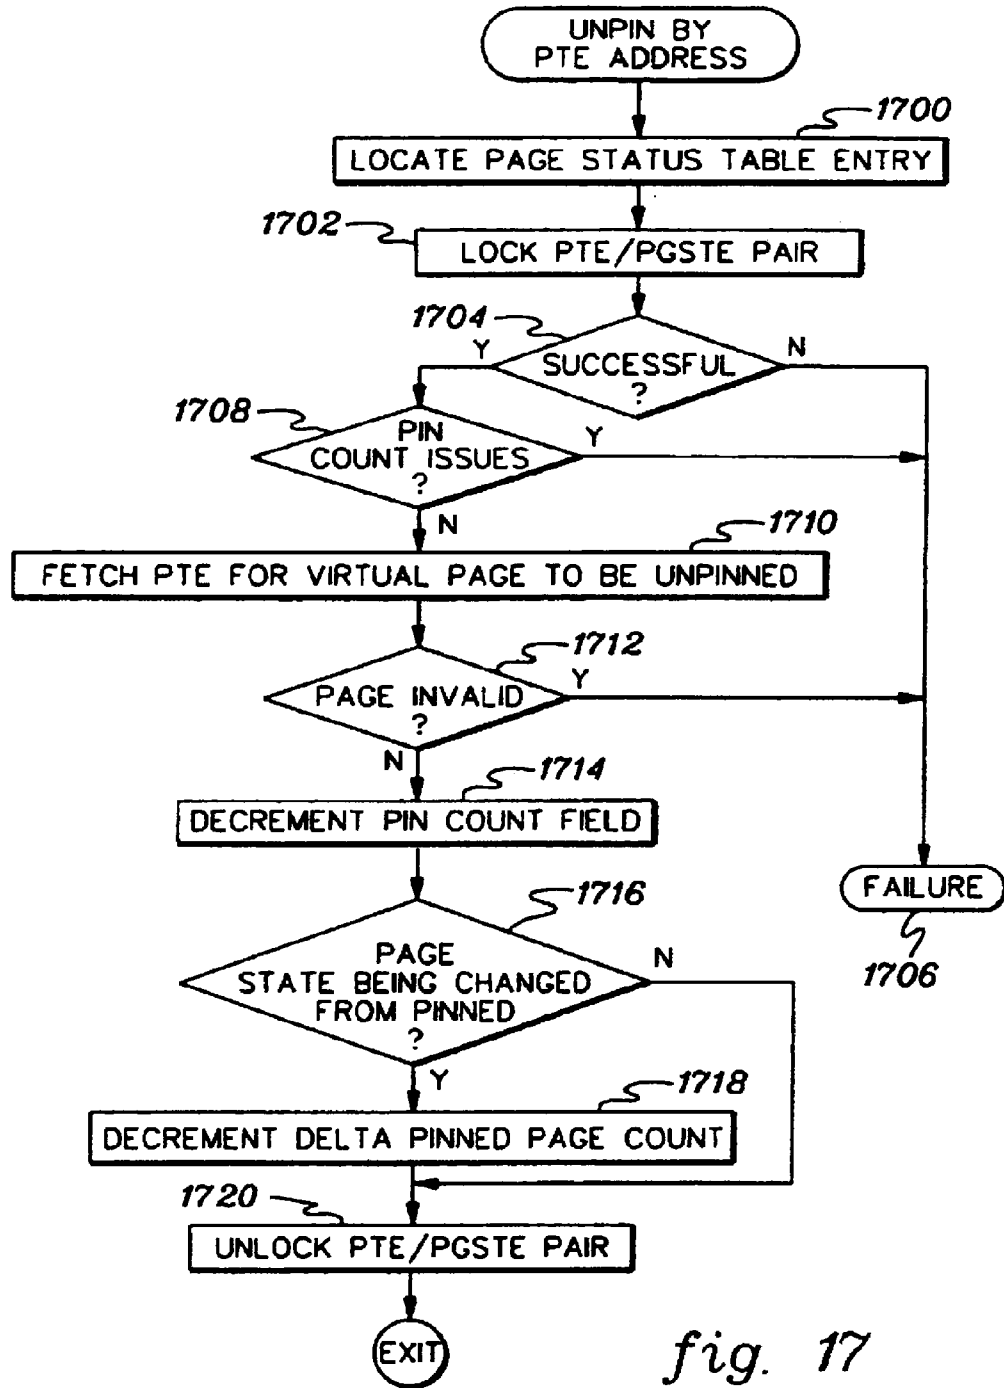 UNPIN BY
PTE ADDRESS
1700
LOCATE PAGE STATUS TABLE ENTRY
1702
LOCK PTE/PGSTE PAIR
1704
Y
N
SUCCESSFUL
?
1708
PIN
COUNT ISSUES
?
Y
N
1710
FETCH PTE FOR VIRTUAL PAGE TO BE UNPINNED
1712
Y
PAGE INVALID
?
N
1714
DECREMENT PIN COUNT FIELD
FAILURE
1706
1716
PAGE
STATE BEING CHANGED
FROM PINNED
?
N
Y
1718
DECREMENT DELTA PINNED PAGE COUNT
1720
UNLOCK PTE/PGSTE PAIR
EXIT
fig. 17